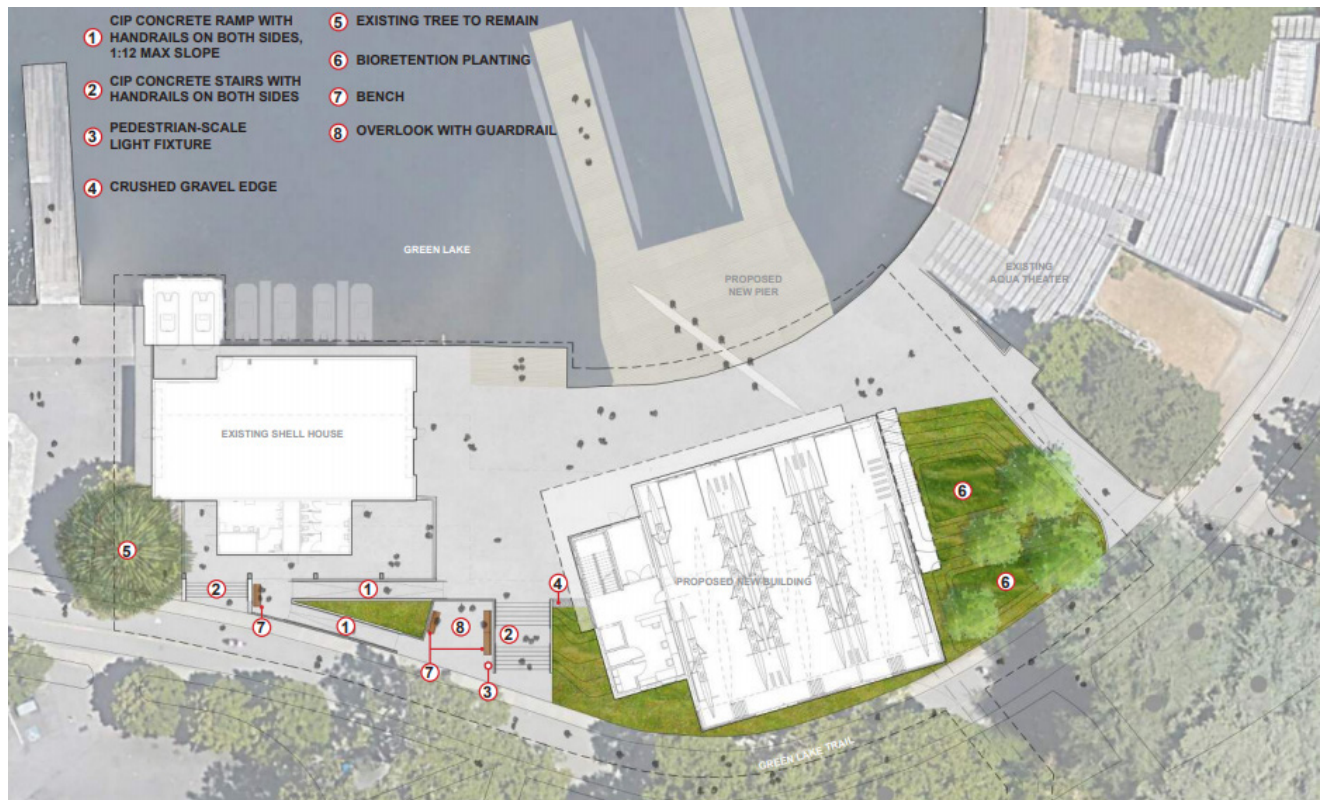 1
CIP CONCRETE RAMP WITH
HANDRAILS ON BOTH SIDES,
1:12 MAX SLOPE
2
CIP CONCRETE STAIRS WITH
HANDRAILS ON BOTH SIDES
3
PEDESTRIAN-SCALE
LIGHT FIXTURE
4
CRUSHED GRAVEL EDGE
5
EXISTING TREE TO REMAIN
6
BIORETENTION PLANTING
7
BENCH
8
OVERLOOK WITH GUARDRAIL
GREEN LAKE
PROPOSED
NEW PIER
EXISTING
AQUA THEATER
EXISTING SHELL HOUSE
6
5
PROPOSED NEW BUILDING
6
2
1
4
7
1
8
2
7
3
GREEN LAKE TRAIL